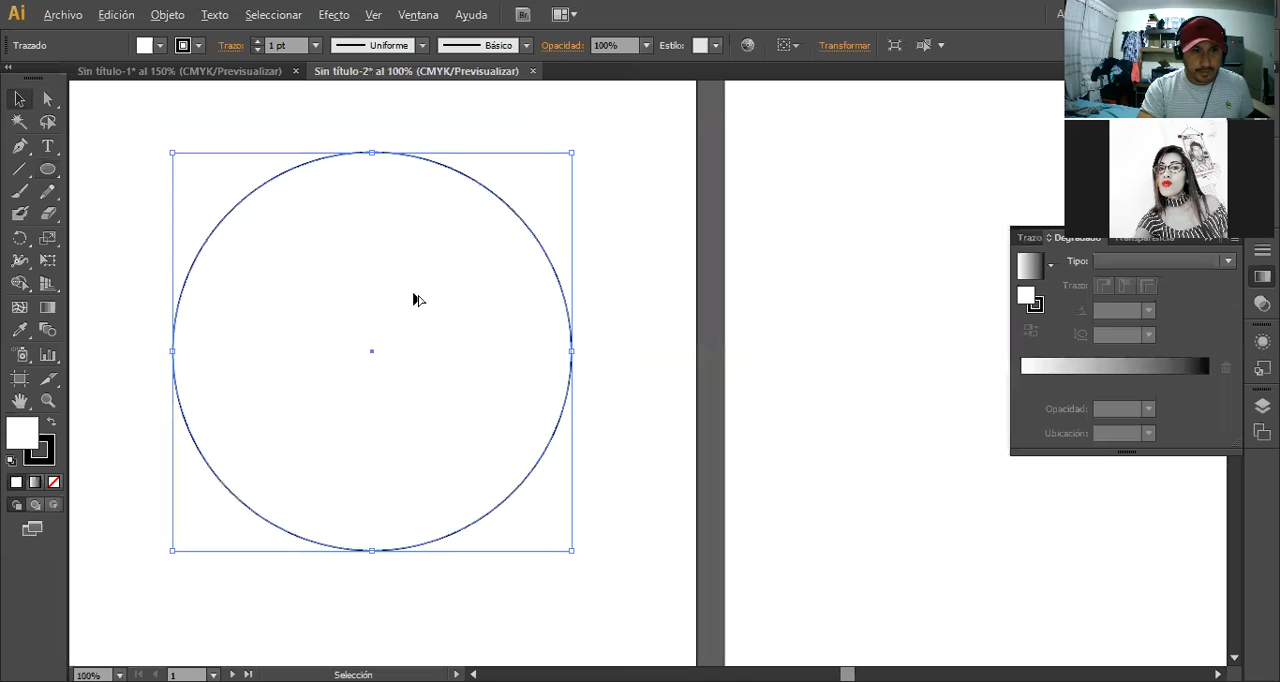 Ai Archivo Edición Objeto Texto Seleccionar Efecto Ver Ventana Ayuda Br
Trazado Trazo: 1 pt Uniforme Básico Opacidad: 100% Estilo: Transformar
Sin título-1* al 150% (CMYK/Previsualizar) × Sin título-2* al 100% (CMYK/Previsualizar) ×
Trazo Degradado Transparencia
Tipo:
Trazo:
Opacidad:
Ubicación:
100% 1 Selección